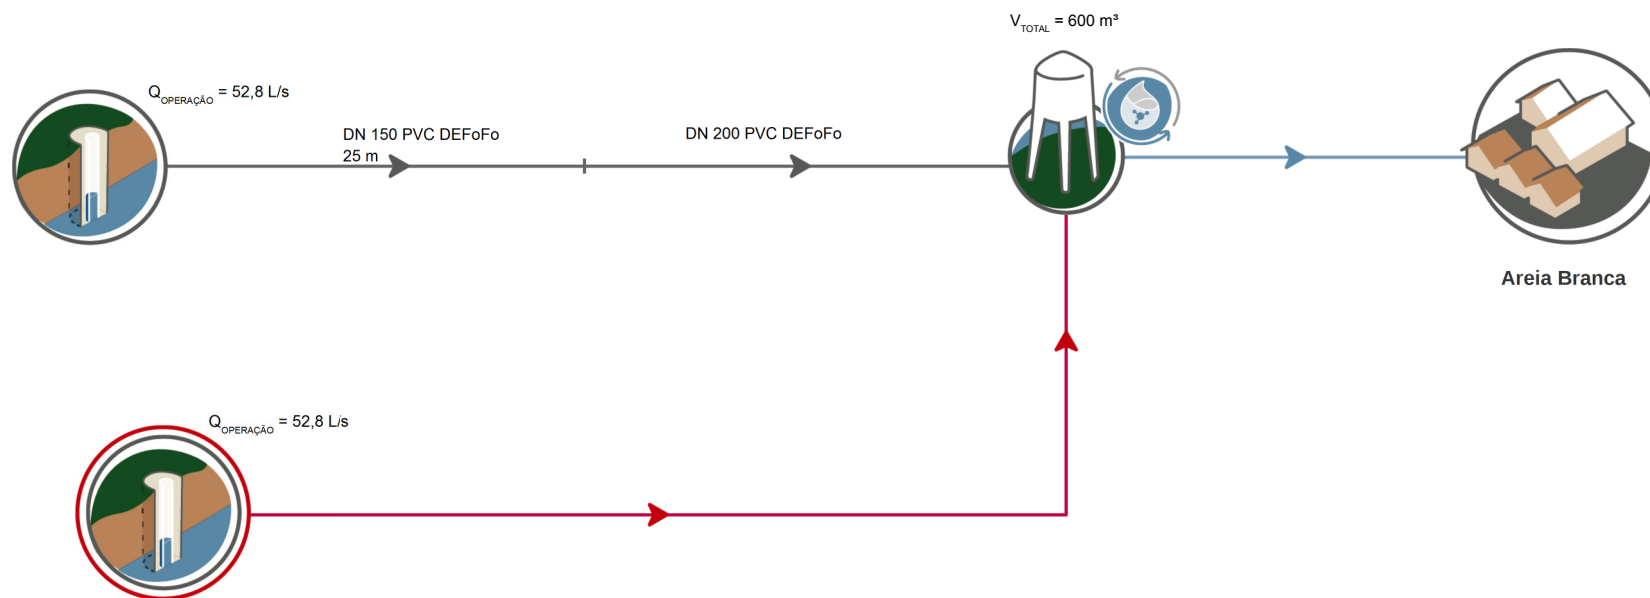 V_TOTAL = 600 m³
Q_OPERAÇÃO = 52,8 L/s
DN 150 PVC DEFoFo
25 m
DN 200 PVC DEFoFo
Areia Branca
Q_OPERAÇÃO = 52,8 L/s